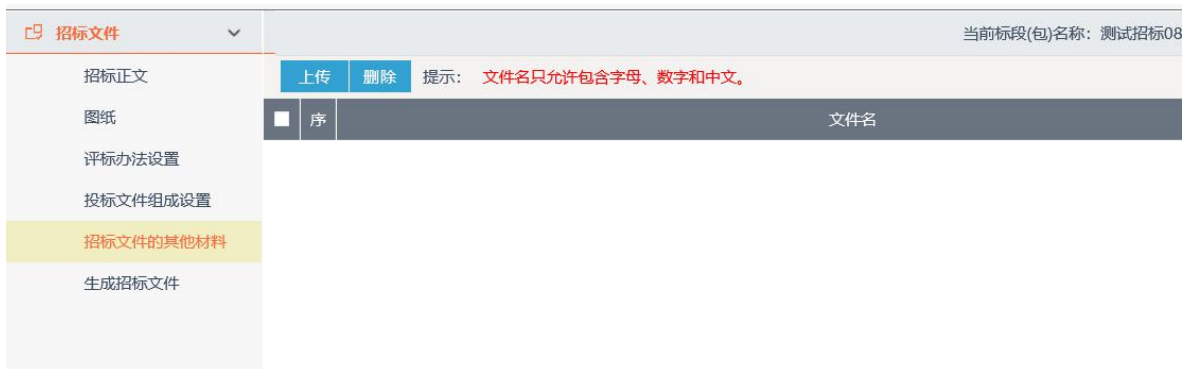 招标文件
当前标段(包)名称：测试招标08
招标正文
上传 删除 提示： 文件名只允许包含字母、数字和中文。
图纸
序 文件名
评标办法设置
投标文件组成设置
招标文件的其他材料
生成招标文件